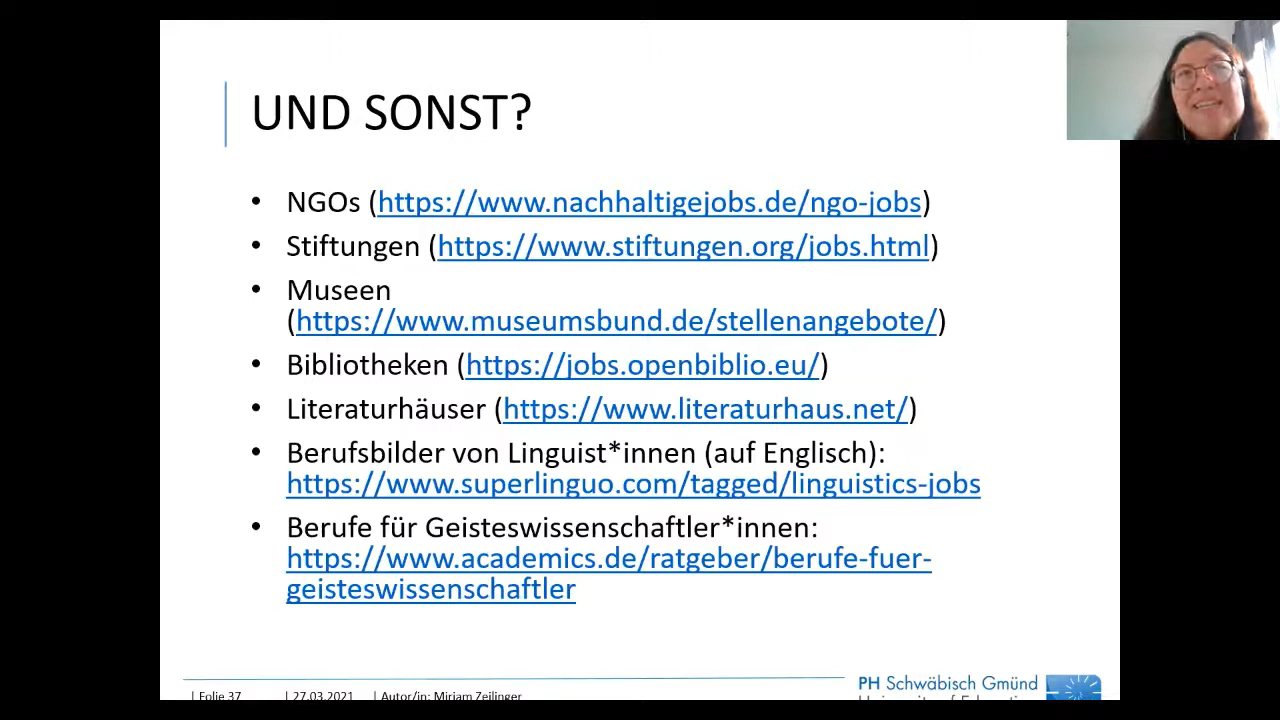 UND SONST?
• NGOs (https://www.nachhaltigejobs.de/ngo-jobs)
• Stiftungen (https://www.stiftungen.org/jobs.html)
• Museen
(https://www.museumsbund.de/stellenangebote/)
• Bibliotheken (https://jobs.openbiblio.eu/)
• Literaturhäuser (https://www.literaturhaus.net/)
• Berufsbilder von Linguist*innen (auf Englisch):
https://www.superlinguo.com/tagged/linguistics-jobs
• Berufe für Geisteswissenschaftler*innen:
https://www.academics.de/ratgeber/berufe-fuer-
geisteswissenschaftler
| Folie 37 | 27.03.2021 | Autor/in: Miriam Zeilinger
PH Schwäbisch Gmünd
University of Education